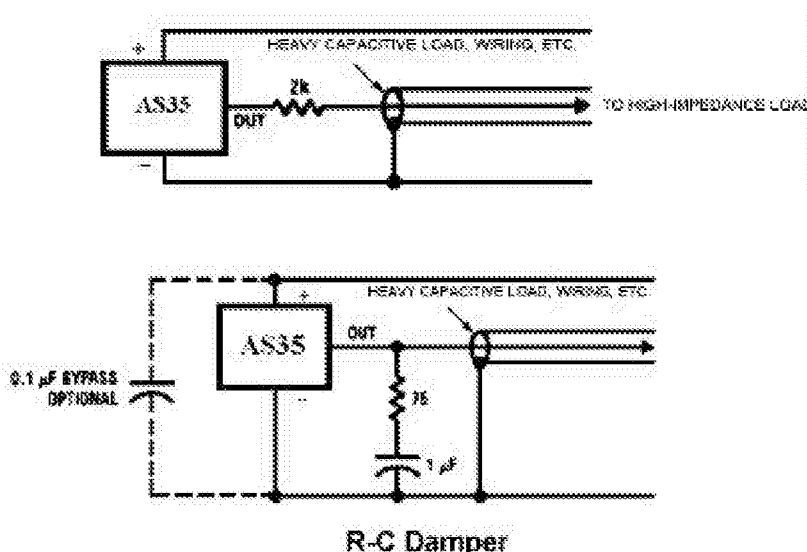 HEAVY CAPACITIVE LOAD, WIRING, ETC
+
AS35
2k
OUT
TO HIGH-IMPEDANCE LOAD
−
HEAVY CAPACITIVE LOAD, WIRING, ETC
+
AS35
OUT
0.1 µF BYPASS
OPTIONAL
−
75
1 µF
R-C Damper